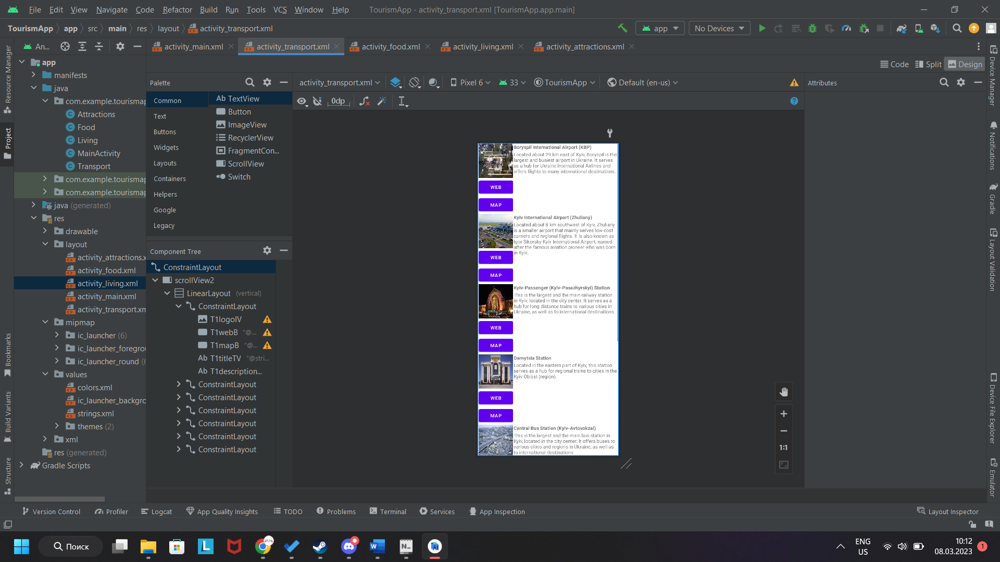 File Edit View Navigate Code Refactor Build Run Tools VCS Window Help TourismApp - activity_transport.xml [TourismApp.app.main]
TourismApp app src main res layout activity_transport.xml app No Devices
An... activity_main.xml activity_transport.xml activity_food.xml activity_living.xml activity_attractions.xml
Code Split Design
Resource Manager
Project
Bookmarks
Build Variants
Structure
app
manifests
java
com.example.tourismap
Attractions
Food
Living
MainActivity
Transport
com.example.tourismap
com.example.tourismap
java (generated)
res
drawable
layout
activity_attractions.x
activity_food.xml
activity_living.xml
activity_main.xml
activity_transport.xm
mipmap
ic_launcher (6)
ic_launcher_foregrou
ic_launcher_round (6
values
colors.xml
ic_launcher_backgro
strings.xml
themes (2)
xml
res (generated)
Gradle Scripts
Palette
Common
Text
Buttons
Widgets
Layouts
Containers
Helpers
Google
Legacy
Ab TextView
Button
ImageView
RecyclerView
FragmentCon...
ScrollView
Switch
Component Tree
ConstraintLayout
scrollView2
LinearLayout (vertical)
ConstraintLayout
T1logoIV
T1webB "@...
T1mapB "@...
Ab T1titleTV "@stri...
Ab T1description...
ConstraintLayout
ConstraintLayout
ConstraintLayout
ConstraintLayout
ConstraintLayout
ConstraintLayout
activity_transport.xml Pixel 6 33 TourismApp Default (en-us)
0dp
Boryspil International Airport (KBP)
Located about 29 km east of Kyiv, Boryspil is the
largest and busiest airport in Ukraine. It serves
as a hub for Ukraine International Airlines and
offers flights to many international destinations.
WEB
MAP
Kyiv International Airport (Zhuliany)
Located about 8 km southwest of Kyiv, Zhuliany
is a smaller airport that mainly serves low-cost
carriers and regional flights. It is also known as
Igor Sikorsky Kyiv International Airport, named
after the famous aviation pioneer who was born
in Kyiv.
WEB
MAP
Kyiv-Passenger (Kyiv-Pasazhyrskyi) Station
This is the largest and the main railway station
in Kyiv, located in the city center. It serves as a
hub for long-distance trains to various cities in
Ukraine, as well as to international destinations.
WEB
MAP
Darnytsia Station
Located in the eastern part of Kyiv, this station
serves as a hub for regional trains to cities in the
Kyiv Oblast (region).
WEB
MAP
Central Bus Station (Kyiv-Avtovokzal)
This is the largest and the main bus station in
Kyiv, located in the city center. It offers buses to
various cities and regions in Ukraine, as well as
to international destinations.
1:1
Attributes
Device Manager
Notifications
Gradle
Layout Validation
Device File Explorer
Emulator
Version Control Profiler Logcat App Quality Insights TODO Problems Terminal Services App Inspection Layout Inspector
Поиск
ENG
US
10:12
08.03.2023
1